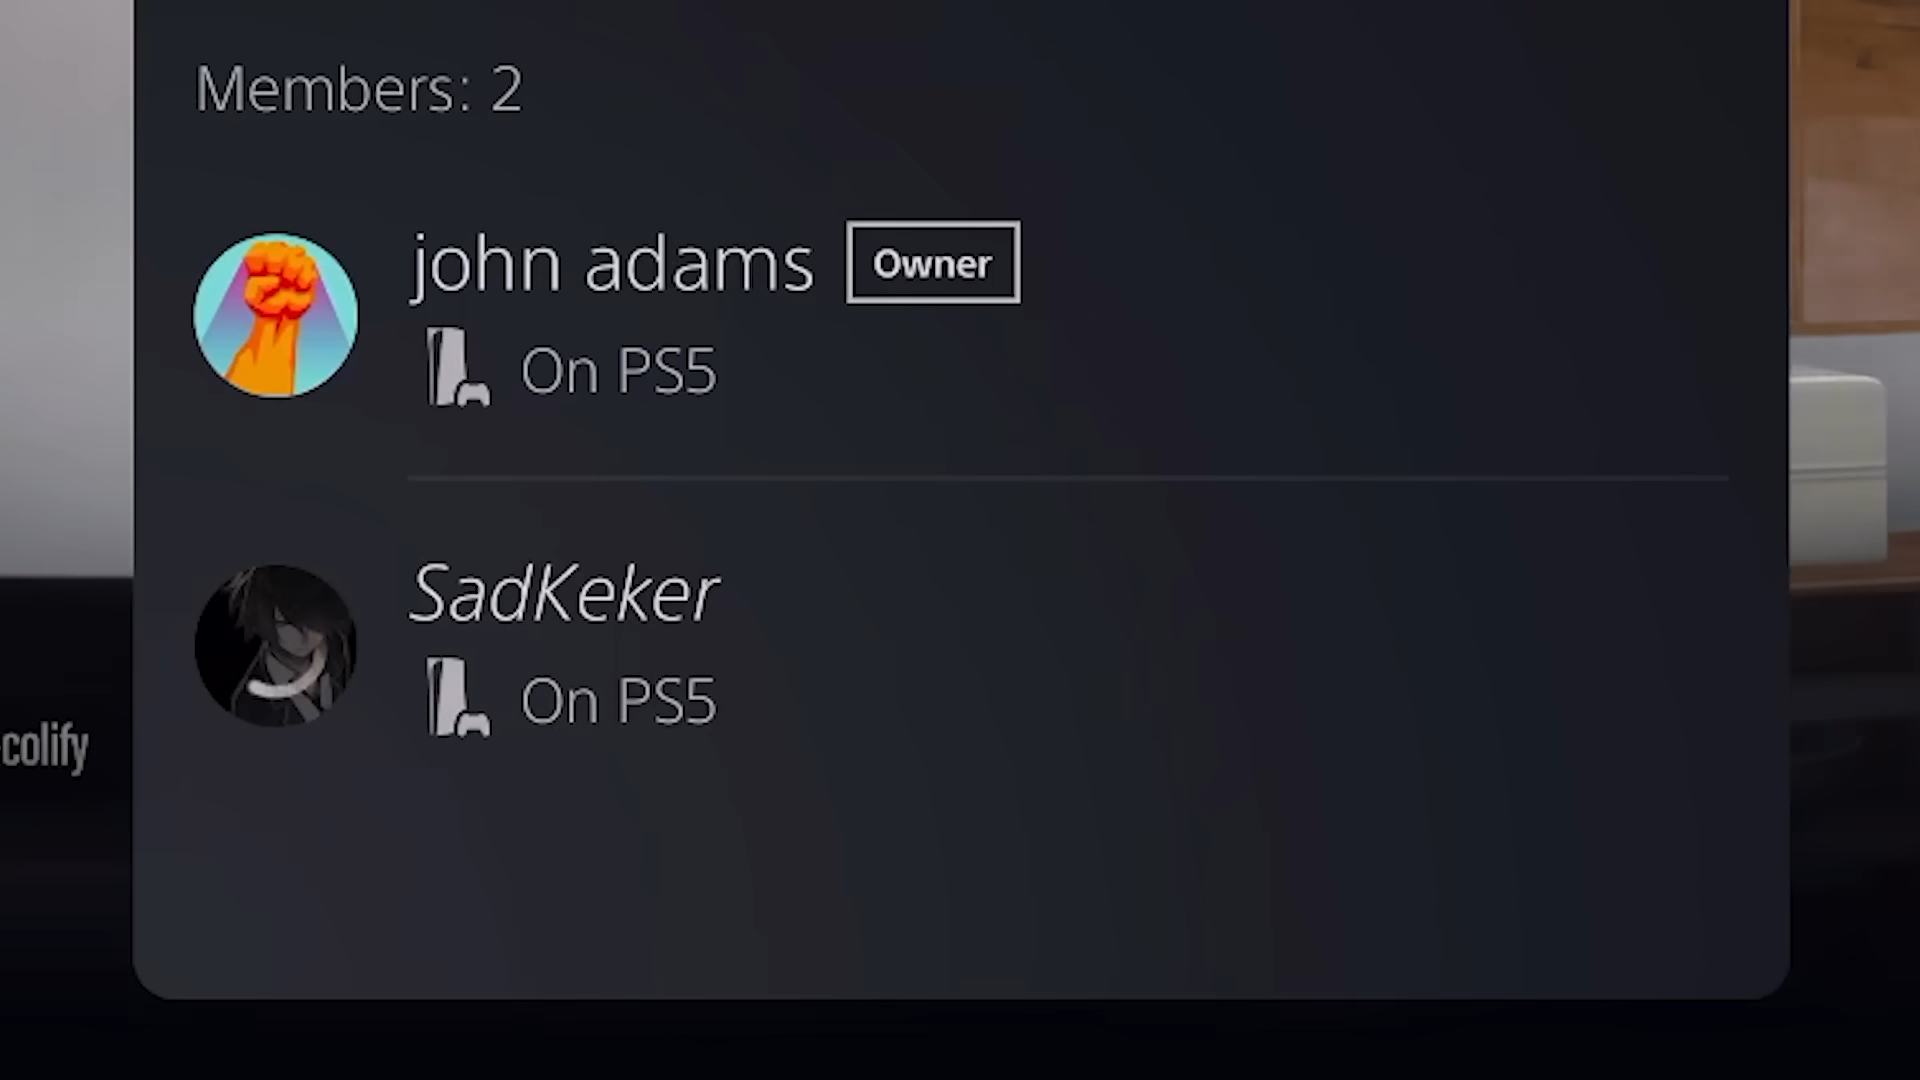 Members: 2
john adams Owner
On PS5
SadKeker
On PS5
colify